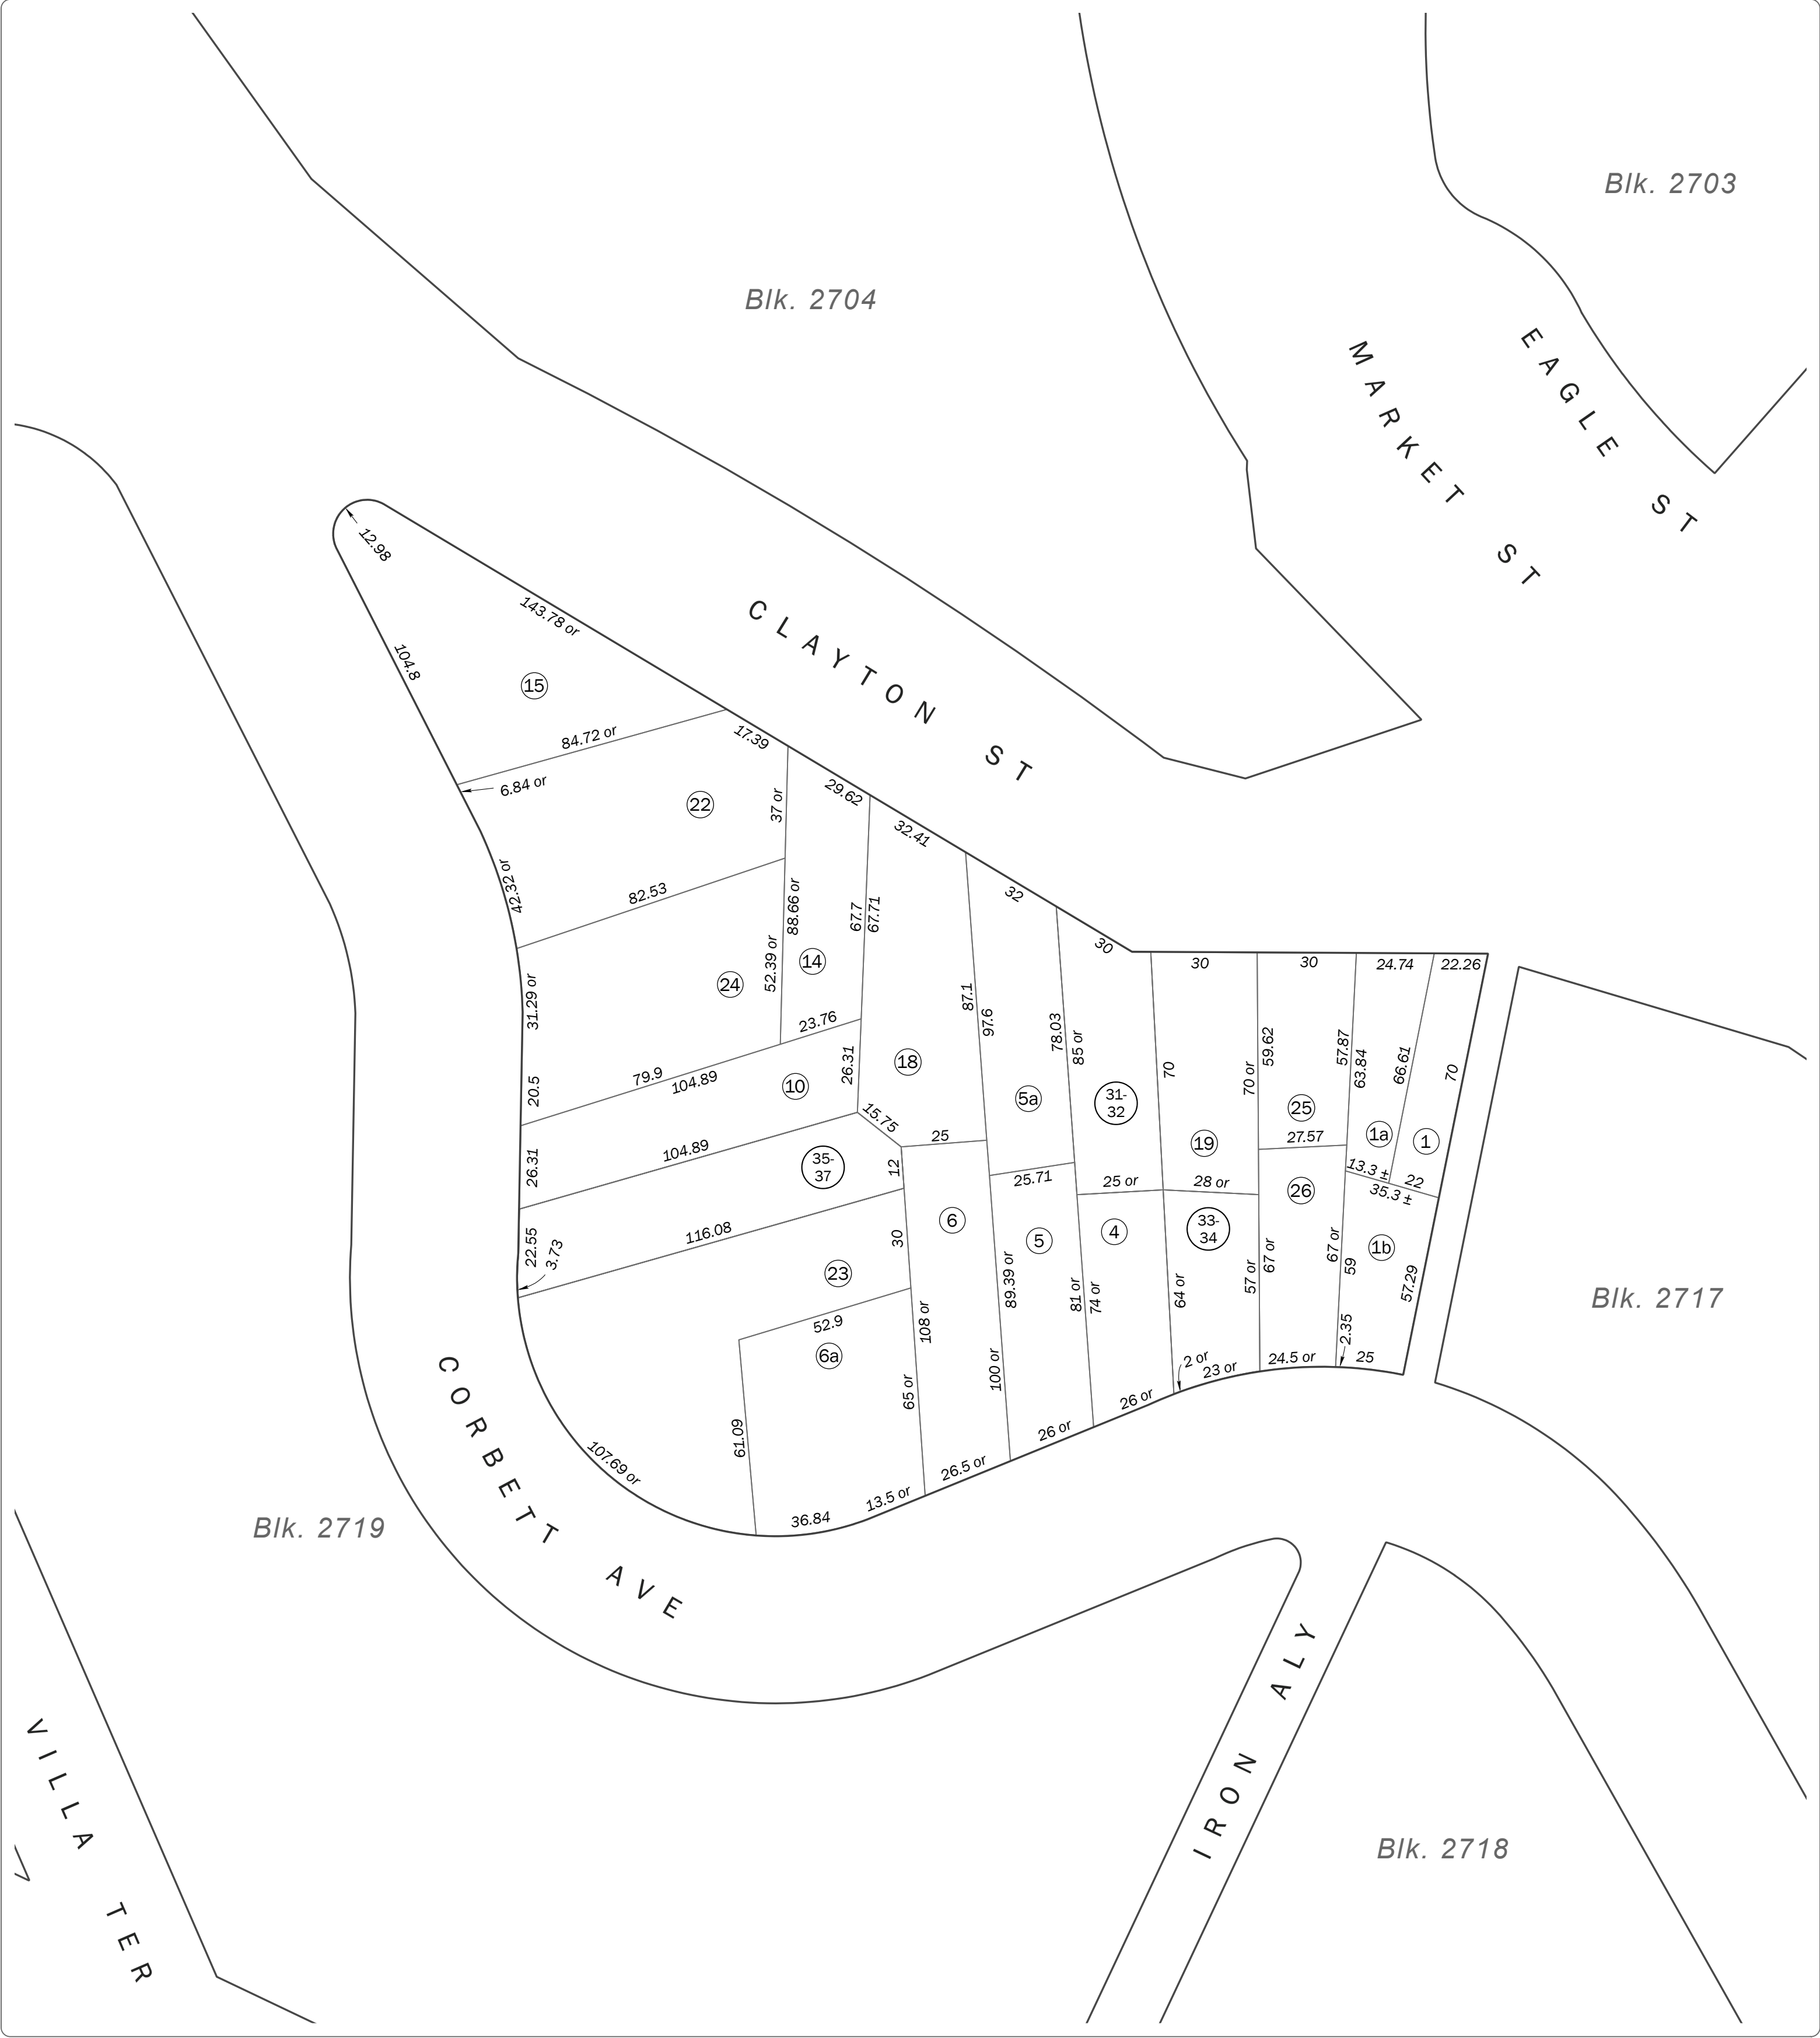 Blk. 2703
Blk. 2704
MARKET ST
EAGLE ST
CLAYTON ST
12.98
143.78 or
104.8
15
84.72 or
6.84 or
17.39
22
37 or
29.62
32.41
42.32 or
82.53
88.66 or
67.7
67.71
32
30
30
30
24.74
22.26
52.39 or
14
24
31.29 or
23.76
87.1
97.6
78.03
85 or
59.62
57.87
63.84
66.61
70
70
70 or
79.9
104.89
20.5
10
26.31
18
5a
31-
32
25
1a
1
15.75
25
19
27.57
104.89
26.31
35-
37
12
25.71
25 or
28 or
26
13.3 ±
22
35.3 ±
116.08
22.55
3.73
30
6
5
4
33-
34
1b
23
89.39 or
81 or
74 or
64 or
57 or
67 or
67 or
59
57.29
52.9
6a
108 or
2.35
65 or
100 or
2 or
23 or
24.5 or
25
61.09
26 or
26 or
26.5 or
13.5 or
36.84
107.69 or
Blk. 2717
CORBETT AVE
Blk. 2719
IRON ALY
VILLA TER
Blk. 2718